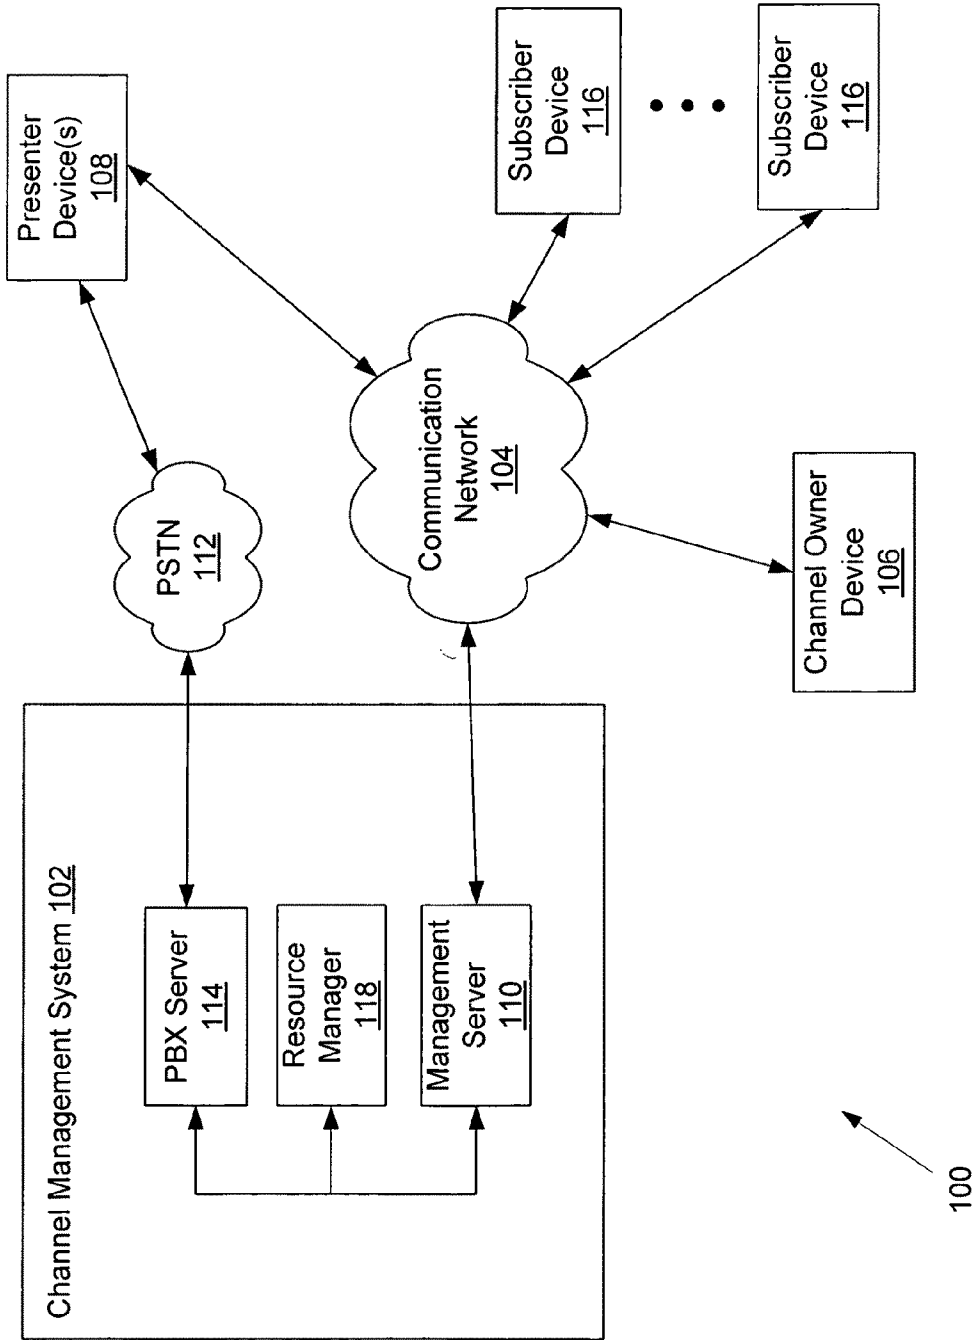 Channel Management System 102
PBX Server
114
Resource
Manager
118
Management
Server
110
PSTN
112
Communication
Network
104
Presenter
Device(s)
108
Subscriber
Device
116
Subscriber
Device
116
Channel Owner
Device
106
100